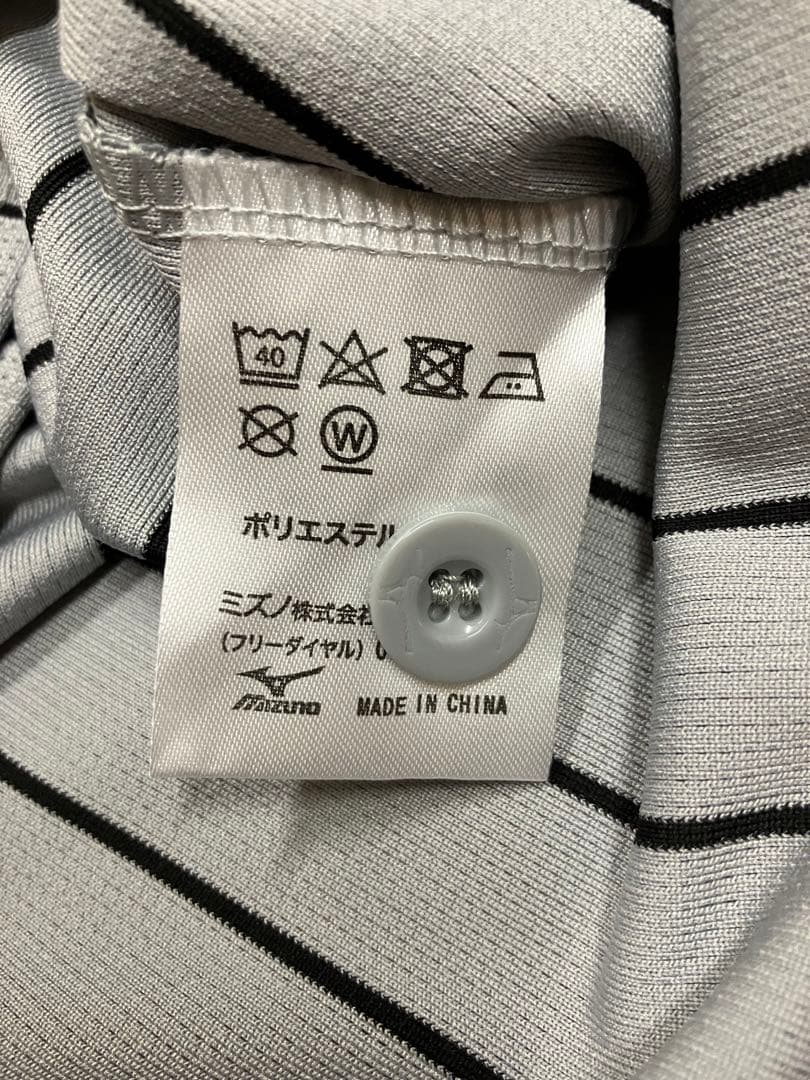 40
W
ポリエステル
ミズノ株式会
(フリーダイヤル) 0
Mizuno
MADE IN CHINA